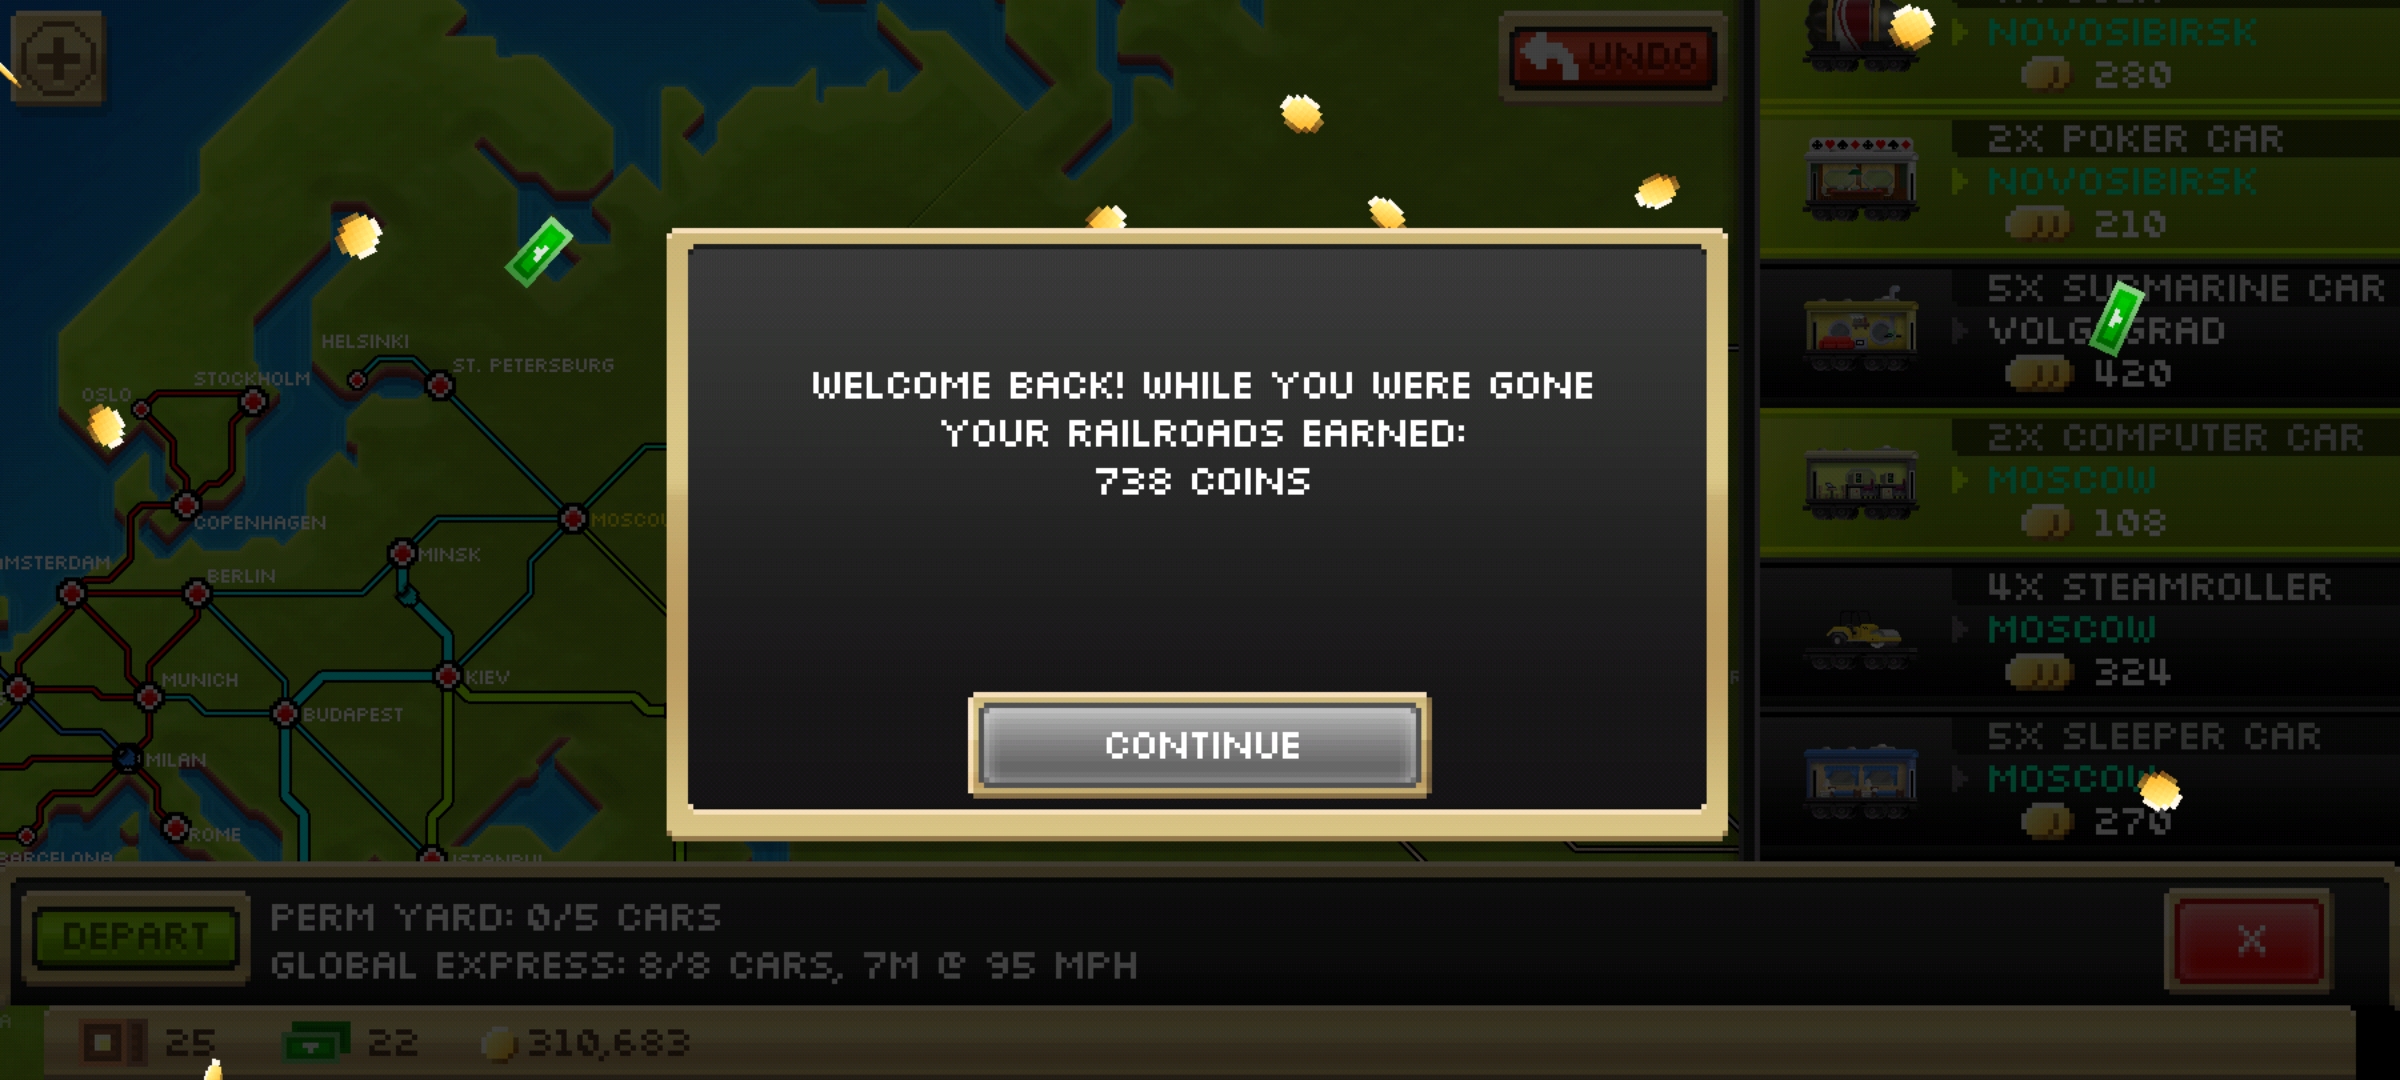 UNDO
NOVOSIBIRSK
280
2X POKER CAR
NOVOSIBIRSK
210
5X SUBMARINE CAR
VOLGOGRAD
420
2X COMPUTER CAR
MOSCOW
108
4X STEAMROLLER
MOSCOW
324
5X SLEEPER CAR
MOSCOW
270
HELSINKI
ST. PETERSBURG
STOCKHOLM
OSLO
COPENHAGEN
MINSK
BERLIN
MUNICH
KIEV
BUDAPEST
MILAN
ROME
BARCELONA
ISTANBUL
WELCOME BACK! WHILE YOU WERE GONE
YOUR RAILROADS EARNED:
738 COINS
CONTINUE
DEPART
PERM YARD: 0/5 CARS
GLOBAL EXPRESS: 8/8 CARS, 7M @ 95 MPH
X
25
22
310,683